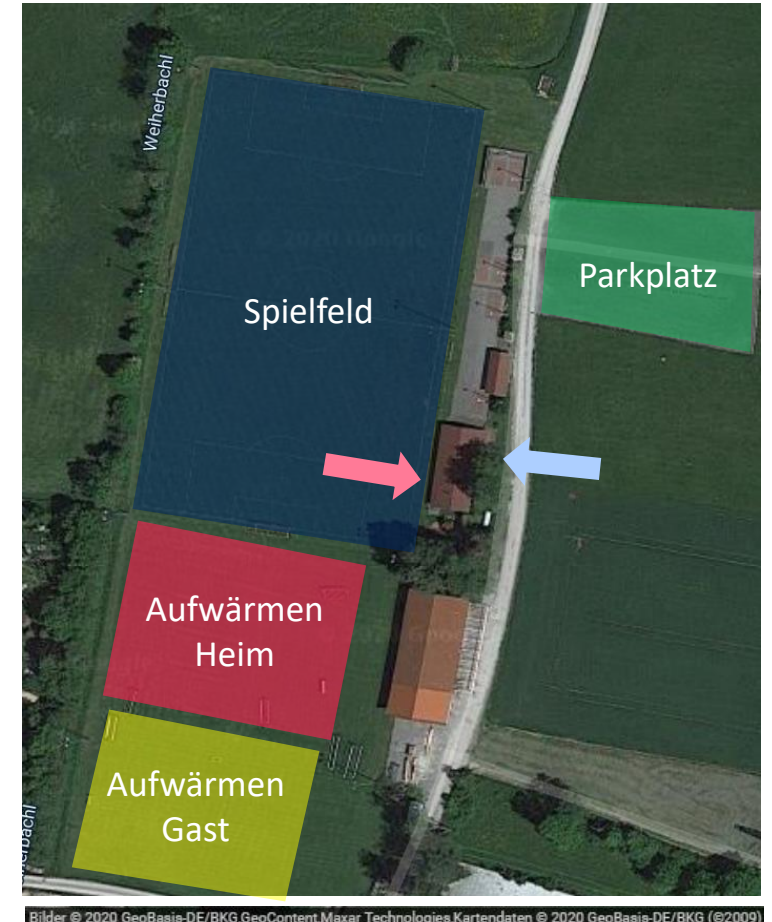 Weiherbachl
Spielfeld
Parkplatz
Aufwärmen
Heim
Aufwärmen
Gast
Bilder © 2020 GeoBasis-DE/BKG,GeoContent,Maxar Technologies,Kartendaten © 2020 GeoBasis-DE/BKG (©2009)